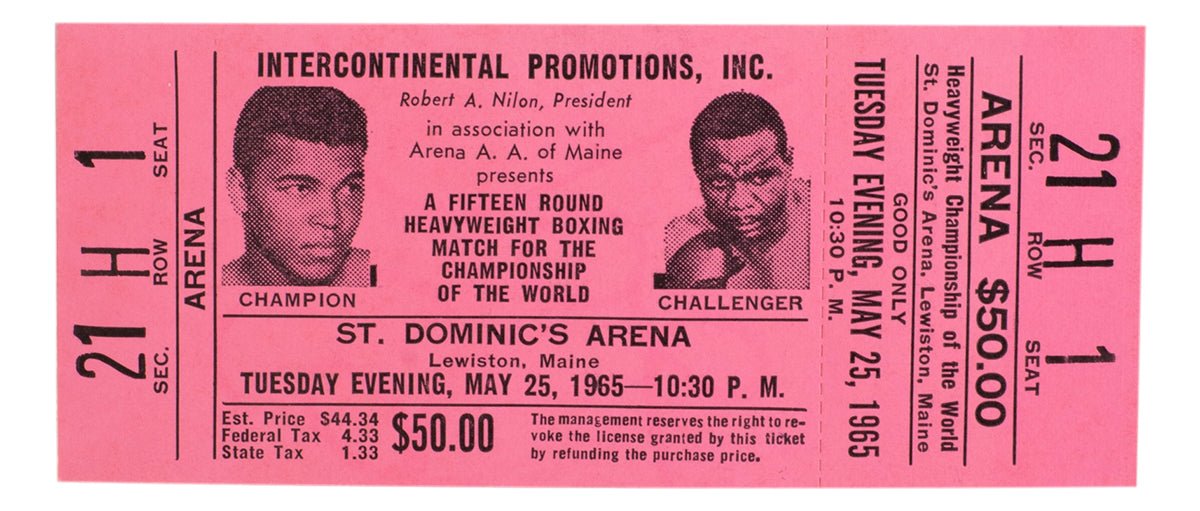 SEC. 21 ROW H SEAT 1
ARENA
INTERCONTINENTAL PROMOTIONS, INC.
Robert A. Nilon, President
in association with
Arena A. A. of Maine
presents
A FIFTEEN ROUND
HEAVYWEIGHT BOXING
MATCH FOR THE
CHAMPIONSHIP
OF THE WORLD
CHAMPION
CHALLENGER
ST. DOMINIC'S ARENA
Lewiston, Maine
TUESDAY EVENING, MAY 25, 1965—10:30 P. M.
Est. Price $44.34
Federal Tax 4.33
State Tax 1.33
$50.00
The management reserves the right to re-
voke the license granted by this ticket
by refunding the purchase price.
21 H 1
SEC. ROW SEAT
ARENA $50.00
Heavyweight Championship of the World
St. Dominic's Arena, Lewiston, Maine
GOOD ONLY
TUESDAY EVENING, MAY 25, 1965
10:30 P. M.